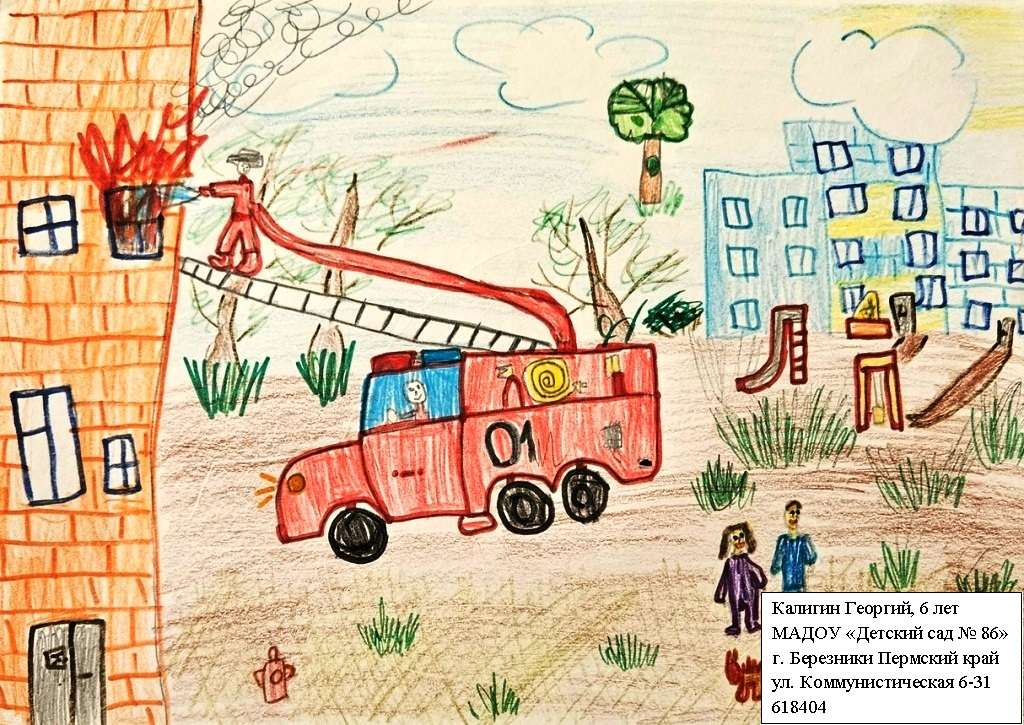 01
Калигин Георгий, 6 лет
МАДОУ «Детский сад № 86»
г. Березники Пермский край
ул. Коммунистическая 6-31
618404